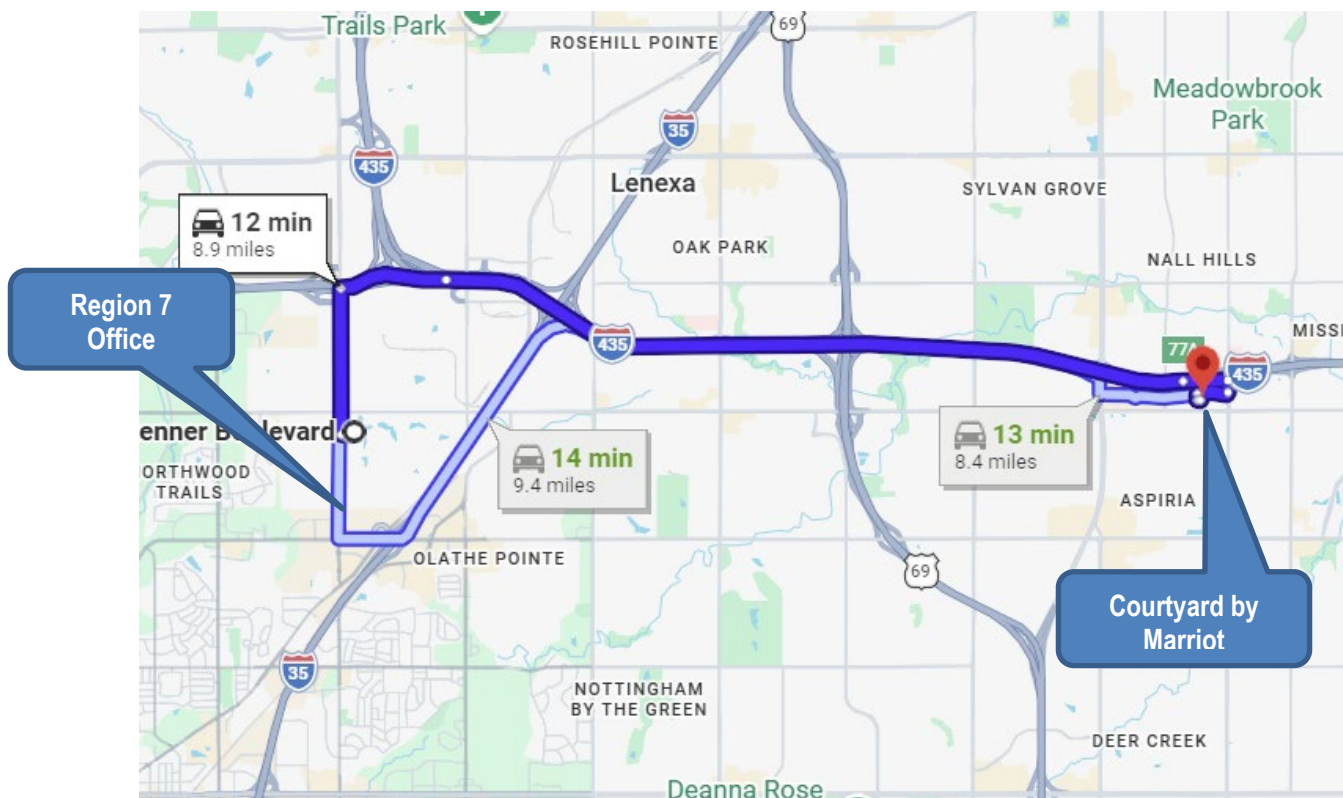 Trails Park
69
ROSEHILL POINTE
Meadowbrook
Park
35
435
Lenexa
SYLVAN GROVE
12 min
8.9 miles
OAK PARK
NALL HILLS
Region 7
Office
435
MISSI
77A
435
enner Boulevard
13 min
8.4 miles
14 min
9.4 miles
ORTHWOOD
TRAILS
ASPIRIA
OLATHE POINTE
69
Courtyard by
Marriot
35
NOTTINGHAM
BY THE GREEN
DEER CREEK
Deanna Rose